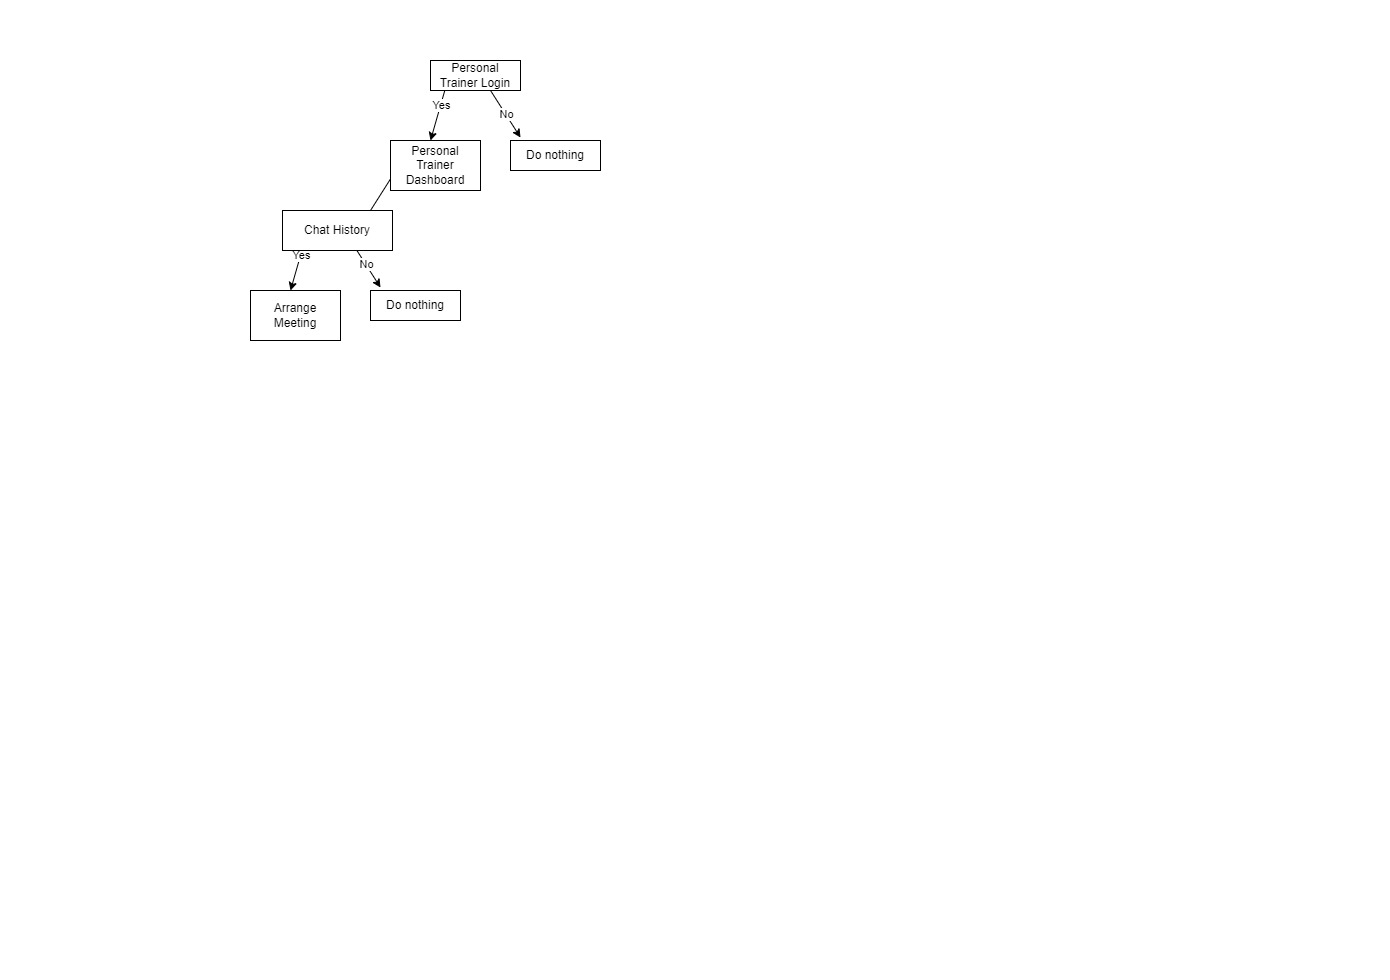 Personal
Trainer Login
Yes
No
Personal
Trainer
Dashboard
Do nothing
Chat History
Yes
No
Arrange
Meeting
Do nothing